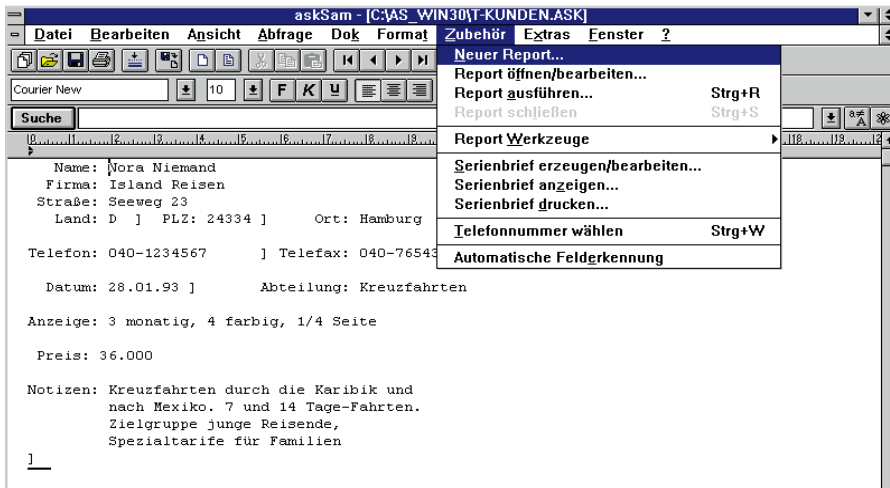 askSam - [C:\AS_WIN30\T-KUNDEN.ASK]
Datei Bearbeiten Ansicht Abfrage Dok Format Zubehör Extras Fenster ?
Neuer Report...
Report öffnen/bearbeiten...
Report ausführen... Strg+R
Report schließen Strg+S
Report Werkzeuge
Serienbrief erzeugen/bearbeiten...
Serienbrief anzeigen...
Serienbrief drucken...
Telefonnummer wählen Strg+W
Automatische Felderkennung
Courier New 10 F K U
Suche
Name: Nora Niemand
Firma: Island Reisen
Straße: Seeweg 23
Land: D ] PLZ: 24334 ] Ort: Hamburg
Telefon: 040-1234567 ] Telefax: 040-76543
Datum: 28.01.93 ] Abteilung: Kreuzfahrten
Anzeige: 3 monatig, 4 farbig, 1/4 Seite
Preis: 36.000
Notizen: Kreuzfahrten durch die Karibik und
nach Mexiko. 7 und 14 Tage-Fahrten.
Zielgruppe junge Reisende,
Spezialtarife für Familien
]